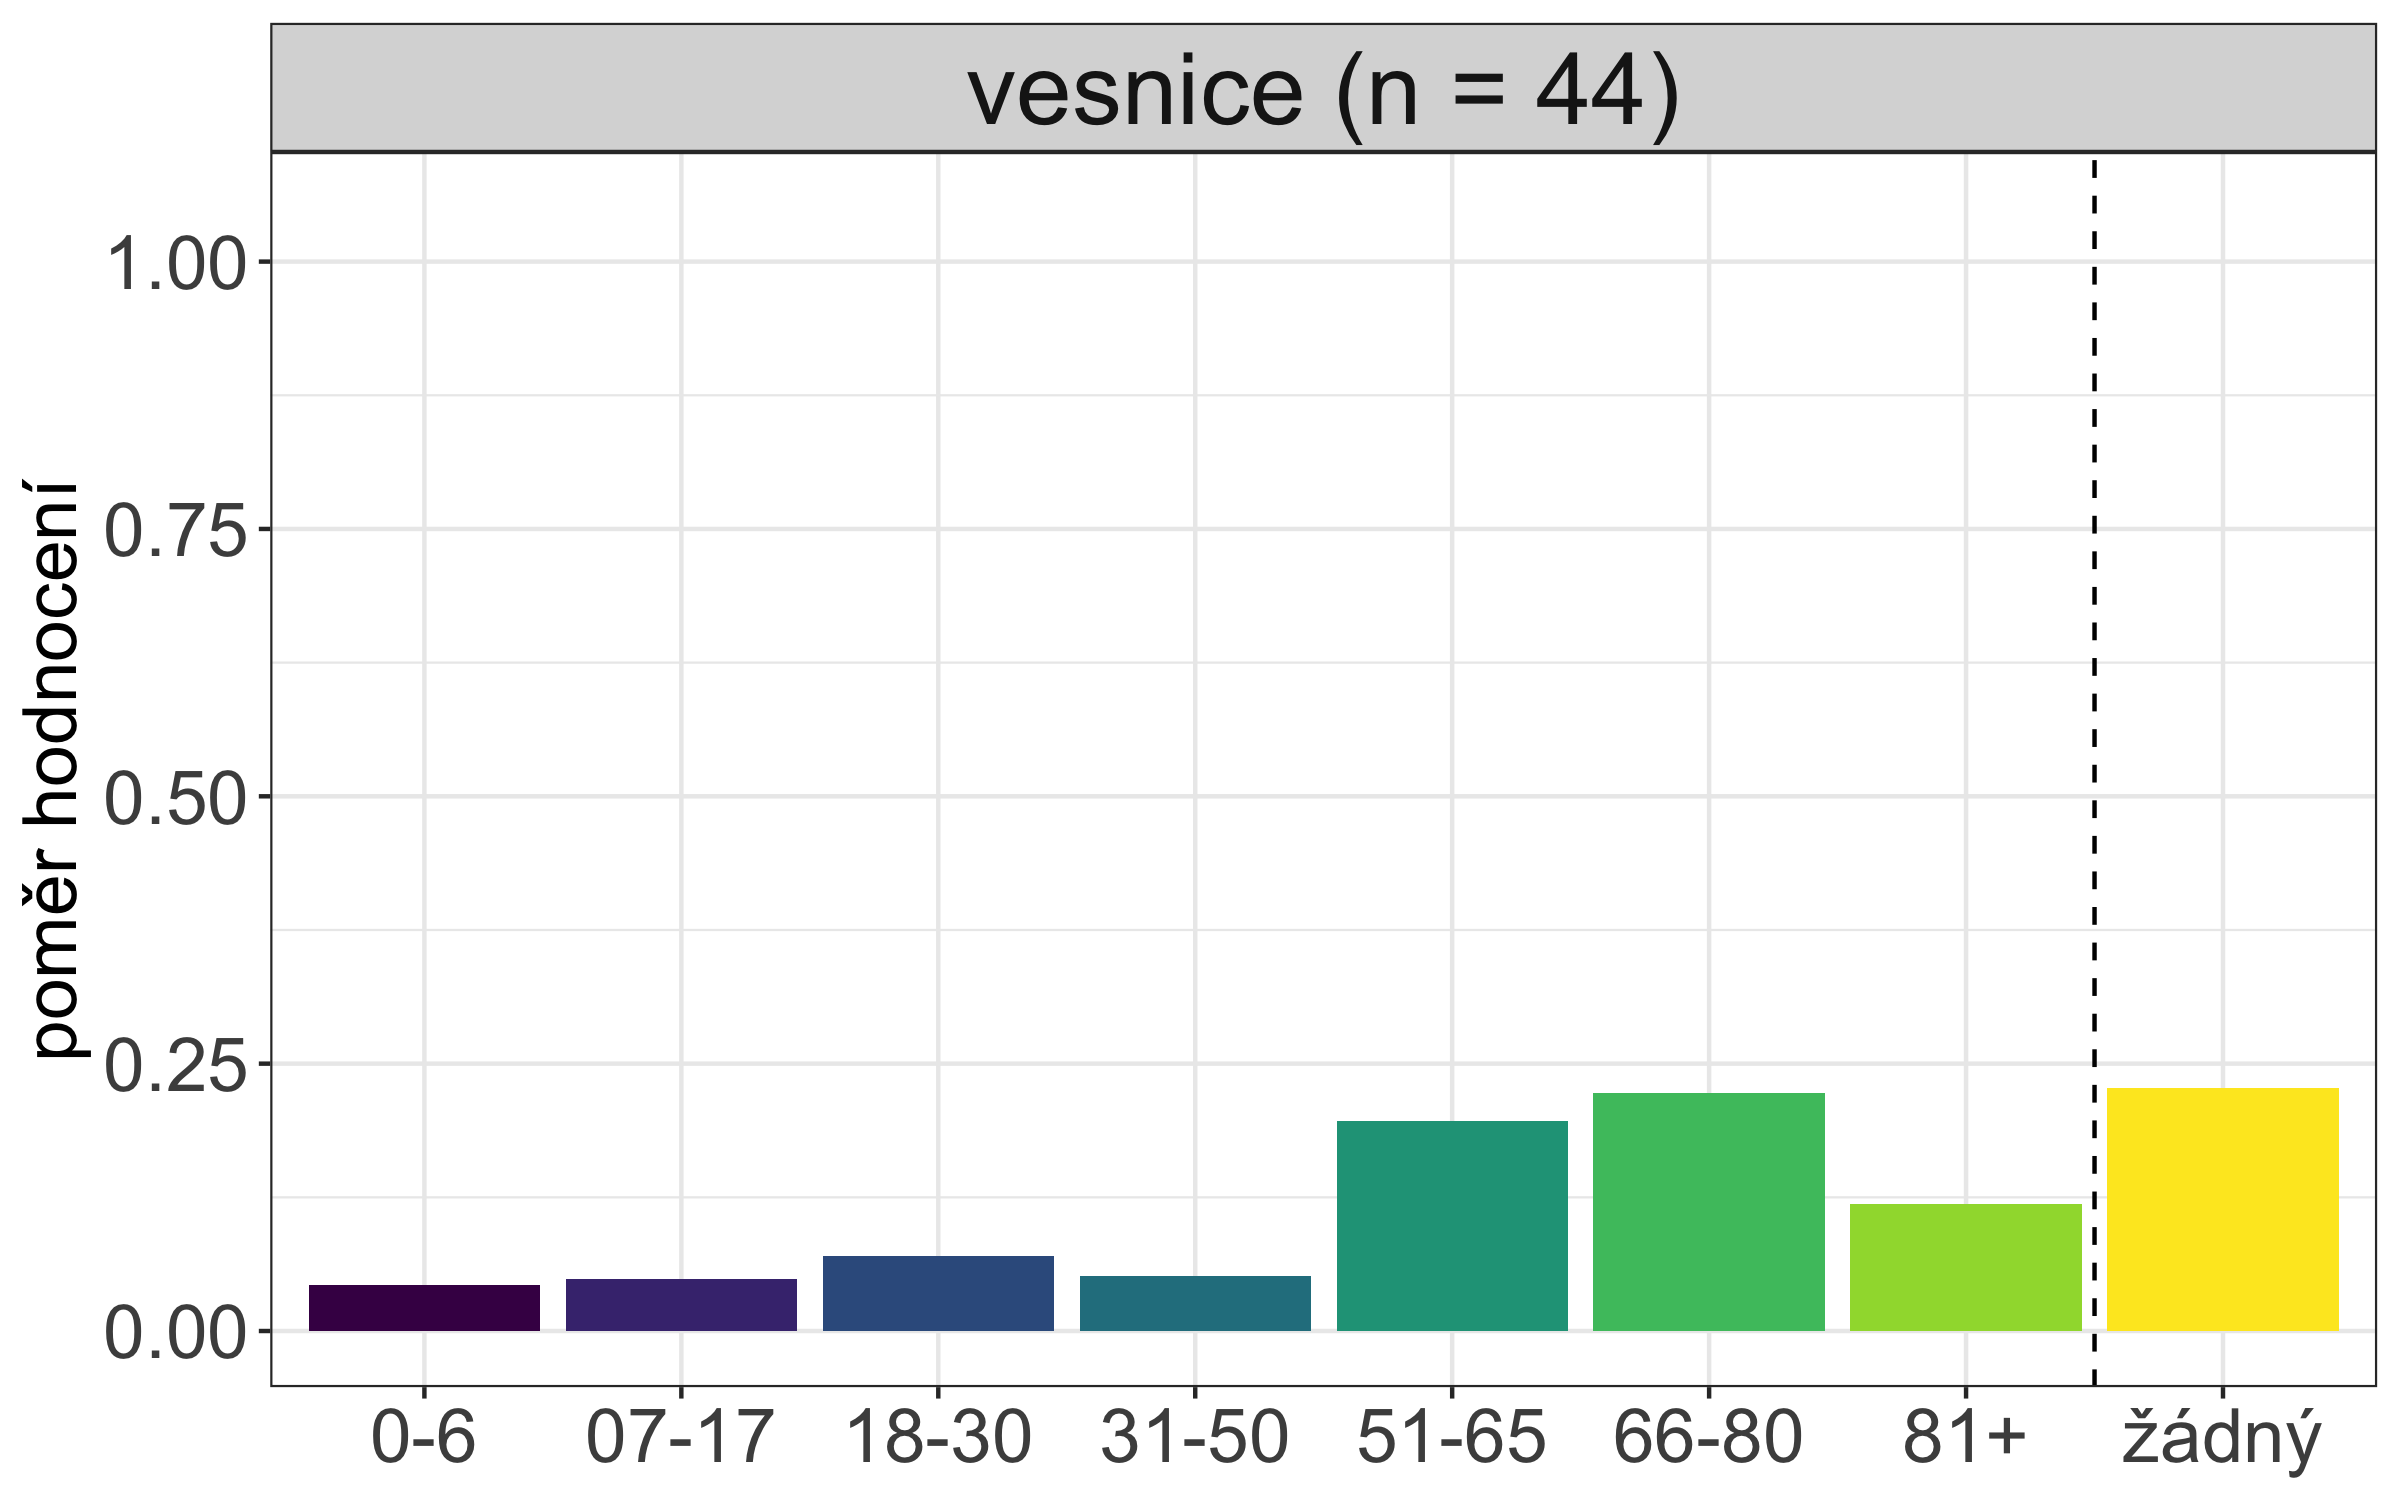 vesnice (n = 44)
poměr hodnocení
1.00
0.75
0.50
0.25
0.00
0-6 07-17 18-30 31-50 51-65 66-80 81+ žádný